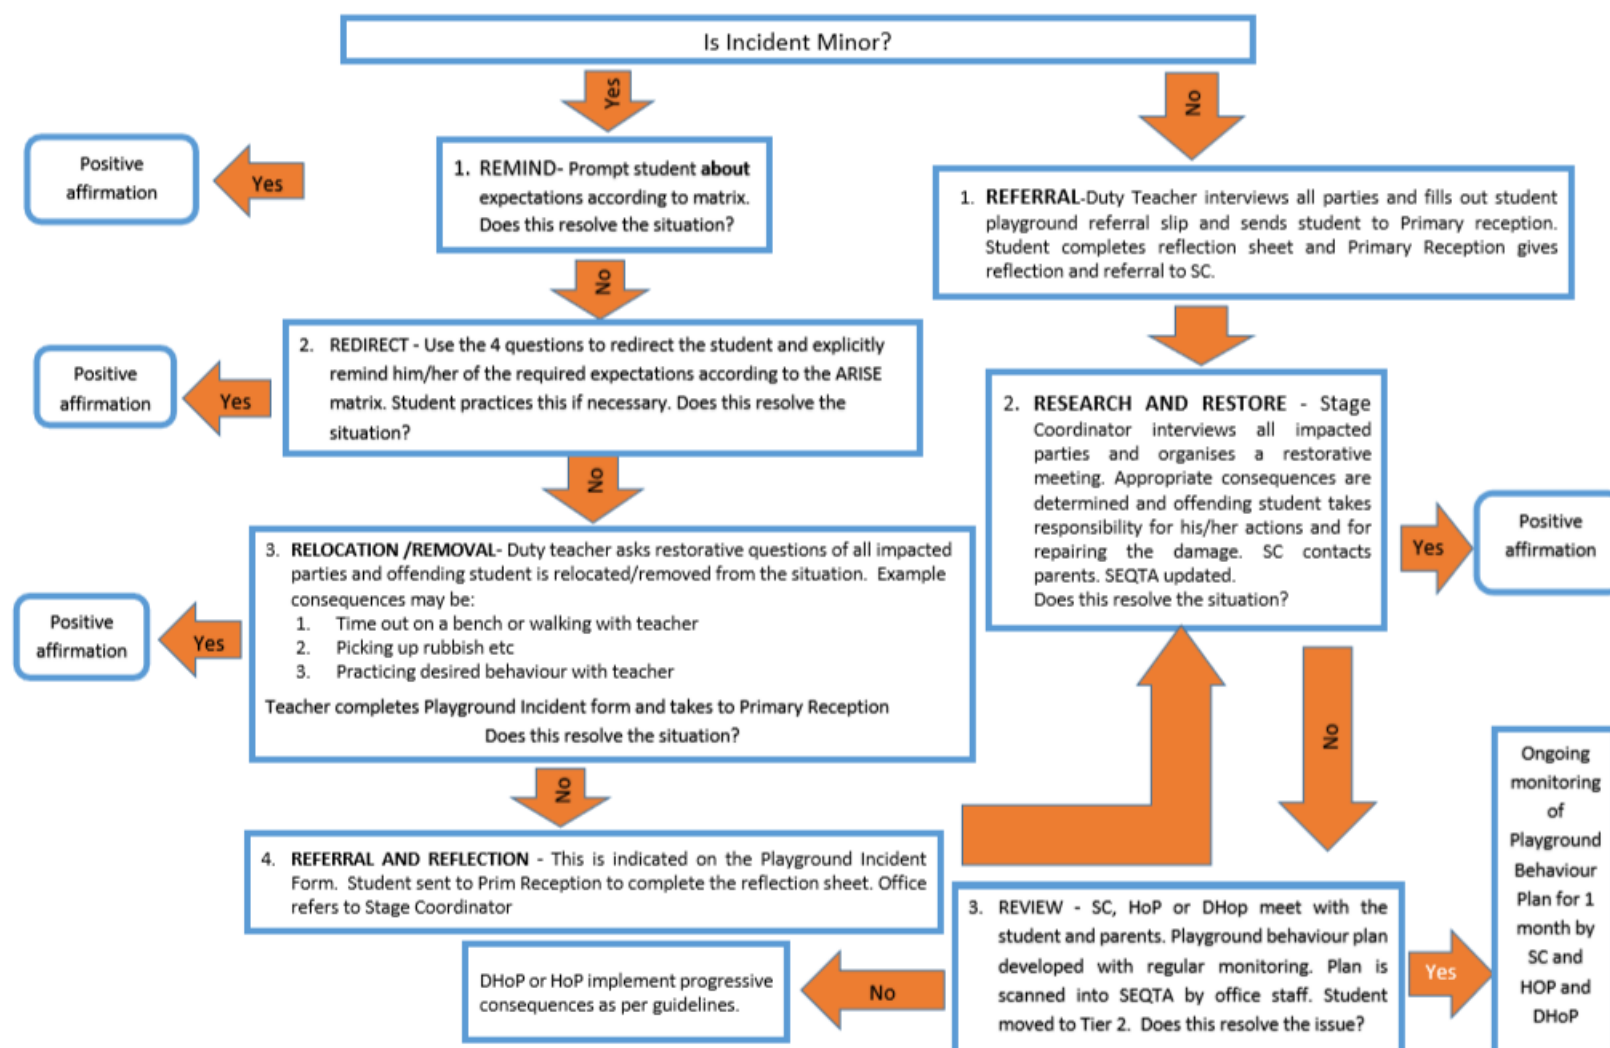 Is Incident Minor?
Yes
No
Positive
affirmation
Yes
1. REMIND- Prompt student about
expectations according to matrix.
Does this resolve the situation?
1. REFERRAL-Duty Teacher interviews all parties and fills out student
playground referral slip and sends student to Primary reception.
Student completes reflection sheet and Primary Reception gives
reflection and referral to SC.
No
Positive
affirmation
Yes
2. REDIRECT - Use the 4 questions to redirect the student and explicitly
remind him/her of the required expectations according to the ARISE
matrix. Student practices this if necessary. Does this resolve the
situation?
2. RESEARCH AND RESTORE - Stage
Coordinator interviews all impacted
parties and organises a restorative
meeting. Appropriate consequences are
determined and offending student takes
responsibility for his/her actions and for
repairing the damage. SC contacts
parents. SEQTA updated.
Does this resolve the situation?
Yes
Positive
affirmation
No
3. RELOCATION /REMOVAL- Duty teacher asks restorative questions of all impacted
parties and offending student is relocated/removed from the situation. Example
consequences may be:
1. Time out on a bench or walking with teacher
2. Picking up rubbish etc
3. Practicing desired behaviour with teacher
Teacher completes Playground Incident form and takes to Primary Reception
Does this resolve the situation?
Positive
affirmation
Yes
No
No
4. REFERRAL AND REFLECTION - This is indicated on the Playground Incident
Form. Student sent to Prim Reception to complete the reflection sheet. Office
refers to Stage Coordinator
3. REVIEW - SC, HoP or DHop meet with the
student and parents. Playground behaviour plan
developed with regular monitoring. Plan is
scanned into SEQTA by office staff. Student
moved to Tier 2. Does this resolve the issue?
Yes
Ongoing
monitoring
of
Playground
Behaviour
Plan for 1
month by
SC and
HOP and
DHoP
No
DHoP or HoP implement progressive
consequences as per guidelines.